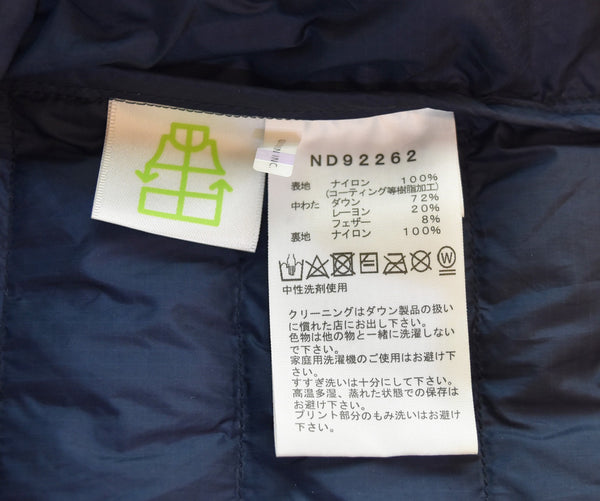 ND92262
表地 ナイロン 100%
(コーティング等樹脂加工)
中わた ダウン 72%
レーヨン 20%
フェザー 8%
裏地 ナイロン 100%
W
中性洗剤使用
クリーニングはダウン製品の扱い
に慣れた店にお出し下さい。
色物は他の物と一緒に洗濯しない
で下さい。
家庭用洗濯機のご使用はお避け下
さい。
すすぎ洗いは十分にして下さい。
高温多湿、蒸れた状態での保存は
お避け下さい。
プリント部分のもみ洗いはお避け
下さい。